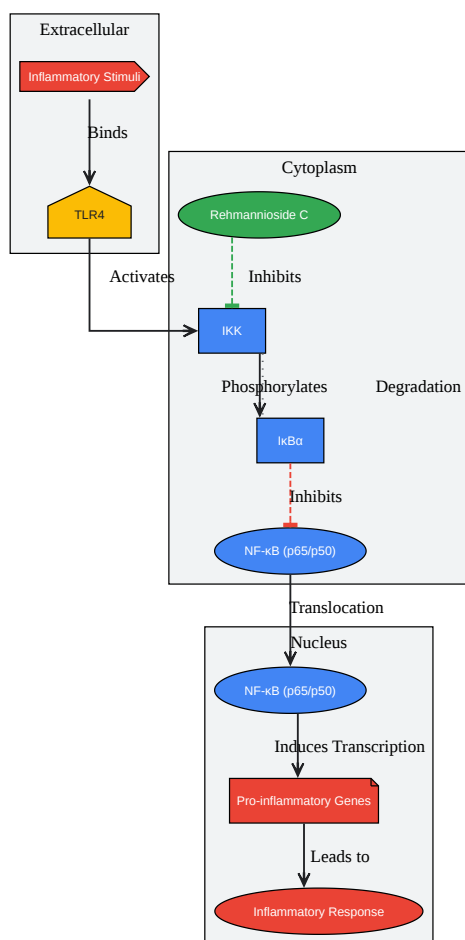 Extracellular
Inflammatory Stimuli
Binds
Cytoplasm
TLR4
Rehmannioside C
Activates
Inhibits
IKK
Phosphorylates
Degradation
IκBα
Inhibits
NF-κB (p65/p50)
Translocation
Nucleus
NF-κB (p65/p50)
Induces Transcription
Pro-inflammatory Genes
Leads to
Inflammatory Response